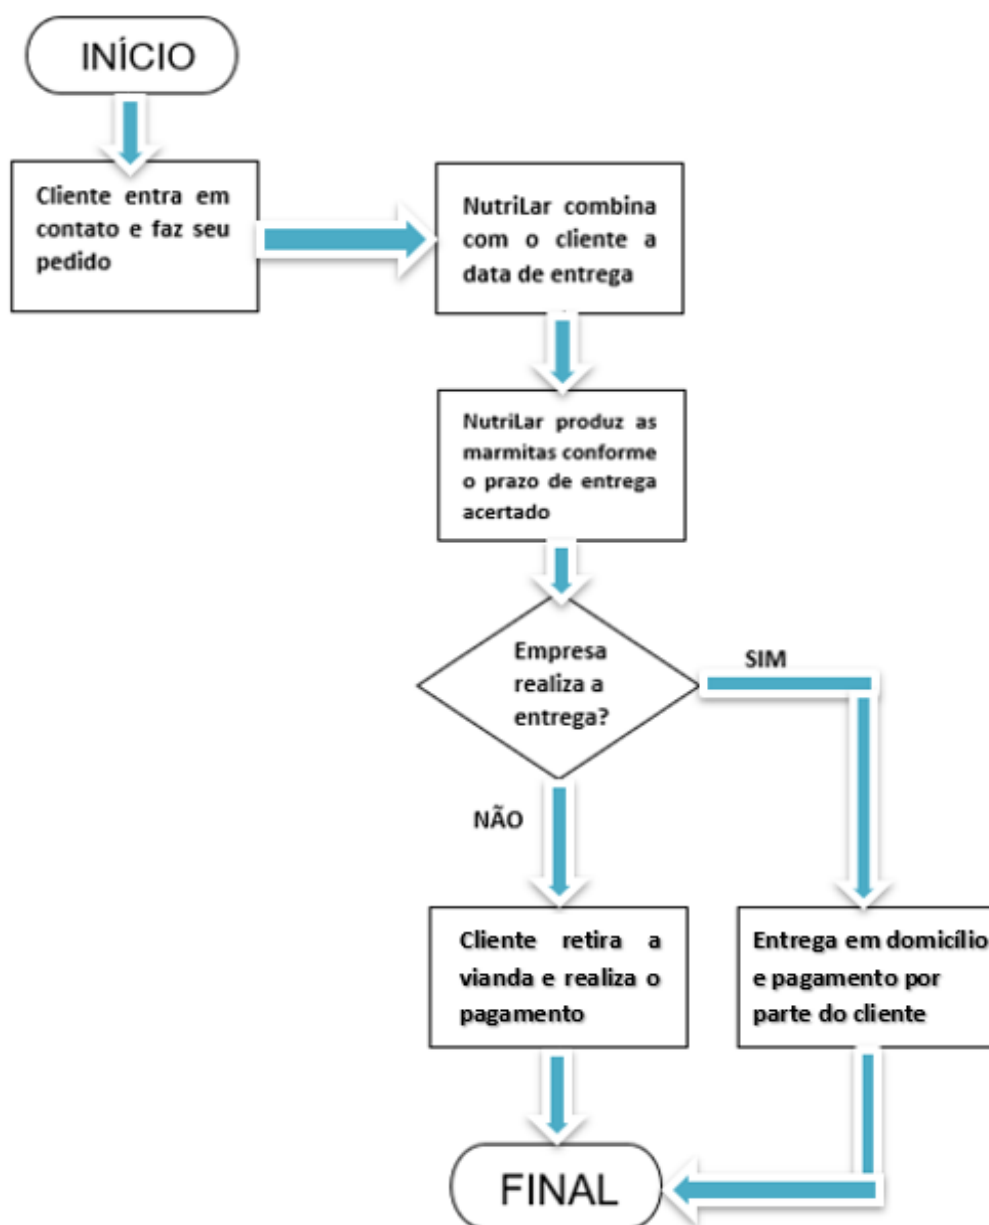 INÍCIO
Cliente entra em
contato e faz seu
pedido
NutriLar combina
com o cliente a
data de entrega
NutriLar produz as
marmitas conforme
o prazo de entrega
acertado
Empresa
realiza a
entrega?
SIM
NÃO
Cliente retira a
vianda e realiza o
pagamento
Entrega em domicílio
e pagamento por
parte do cliente
FINAL